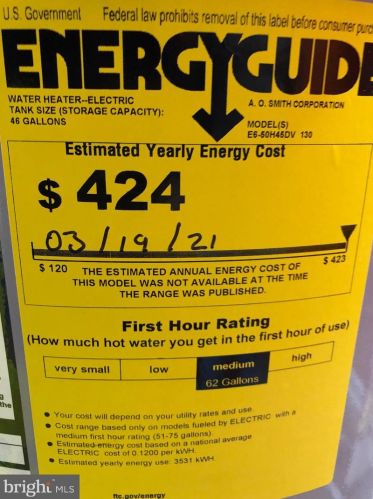 U.S. Government Federal law prohibits removal of this label before consumer purc
ENERGYGUIDE
WATER HEATER--ELECTRIC
TANK SIZE (STORAGE CAPACITY):
46 GALLONS
A. O. SMITH CORPORATION
MODEL(S)
E6-50H45DV 130
Estimated Yearly Energy Cost
$ 424
03/19/21
$ 120
$ 423
THE ESTIMATED ANNUAL ENERGY COST OF
THIS MODEL WAS NOT AVAILABLE AT THE TIME
THE RANGE WAS PUBLISHED.
First Hour Rating
(How much hot water you get in the first hour of use)
very small low medium high
62 Gallons
● Your cost will depend on your utility rates and use.
● Cost range based only on models fueled by ELECTRIC with a
medium first hour rating (51-75 gallons).
● Estimated energy cost based on a national average
ELECTRIC cost of 0.1200 per kWH.
● Estimated yearly energy use: 3531 kWH.
ftc.gov/energy
the
bright MLS